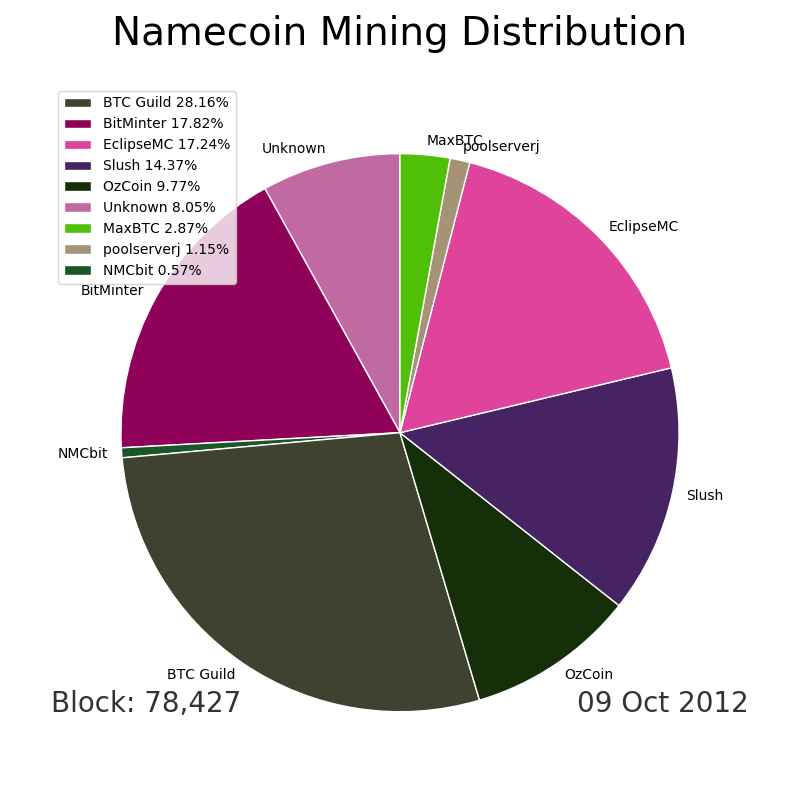 Namecoin Mining Distribution
BTC Guild 28.16%
BitMinter 17.82%
EclipseMC 17.24%
Slush 14.37%
OzCoin 9.77%
Unknown 8.05%
MaxBTC 2.87%
poolserverj 1.15%
NMCbit 0.57%
MaxBTC
poolserverj
Unknown
EclipseMC
BitMinter
NMCbit
Slush
BTC Guild
OzCoin
Block: 78,427
09 Oct 2012